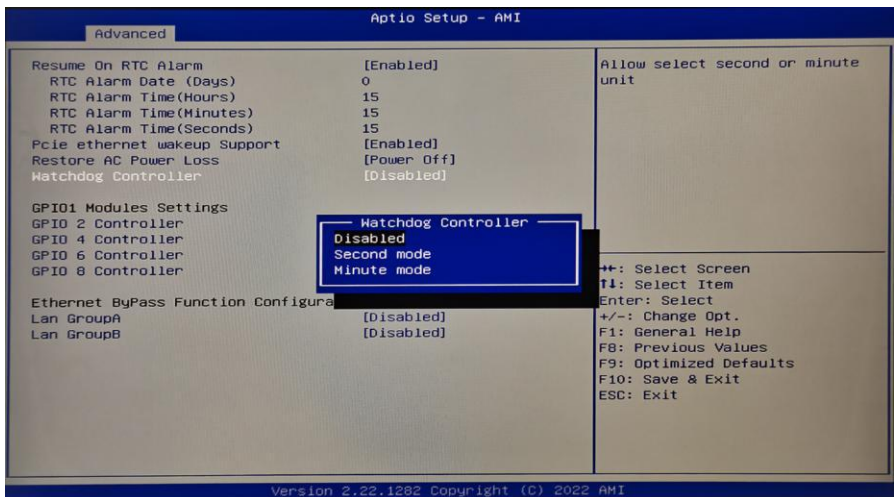 Aptio Setup – AMI
Advanced
Resume On RTC Alarm [Enabled]
RTC Alarm Date (Days) 0
RTC Alarm Time(Hours) 15
RTC Alarm Time(Minutes) 15
RTC Alarm Time(Seconds) 15
Pcie ethernet wakeup Support [Enabled]
Restore AC Power Loss [Power Off]
Watchdog Controller [Disabled]
GPIO1 Modules Settings
GPIO 2 Controller
GPIO 4 Controller
GPIO 6 Controller
GPIO 8 Controller
Ethernet ByPass Function Configura
Lan GroupA [Disabled]
Lan GroupB [Disabled]
Watchdog Controller
Disabled
Second mode
Minute mode
Allow select second or minute
unit
→←: Select Screen
↑↓: Select Item
Enter: Select
+/-: Change Opt.
F1: General Help
F8: Previous Values
F9: Optimized Defaults
F10: Save & Exit
ESC: Exit
Version 2.22.1282 Copyright (C) 2022 AMI